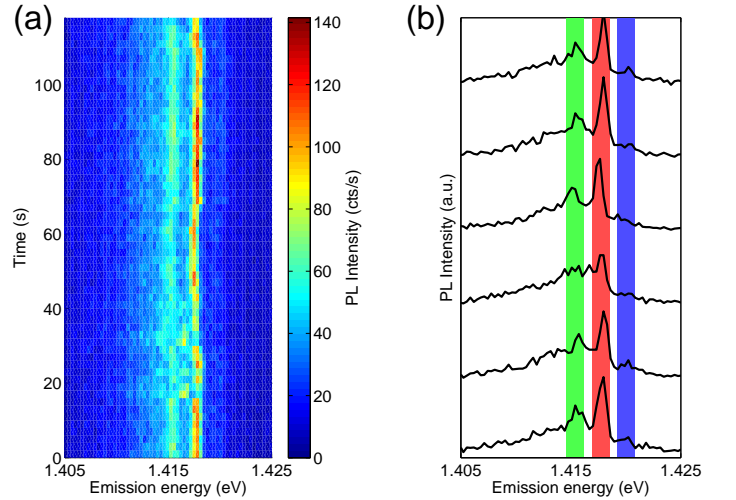 (a)
(b)
140
120
100
80
60
40
20
0
PL Intensity (cts/s)
100
80
60
40
20
0
Time (s)
1.405
1.415
1.425
Emission energy (eV)
PL Intensity (a.u.)
1.405
1.415
1.425
Emission energy (eV)